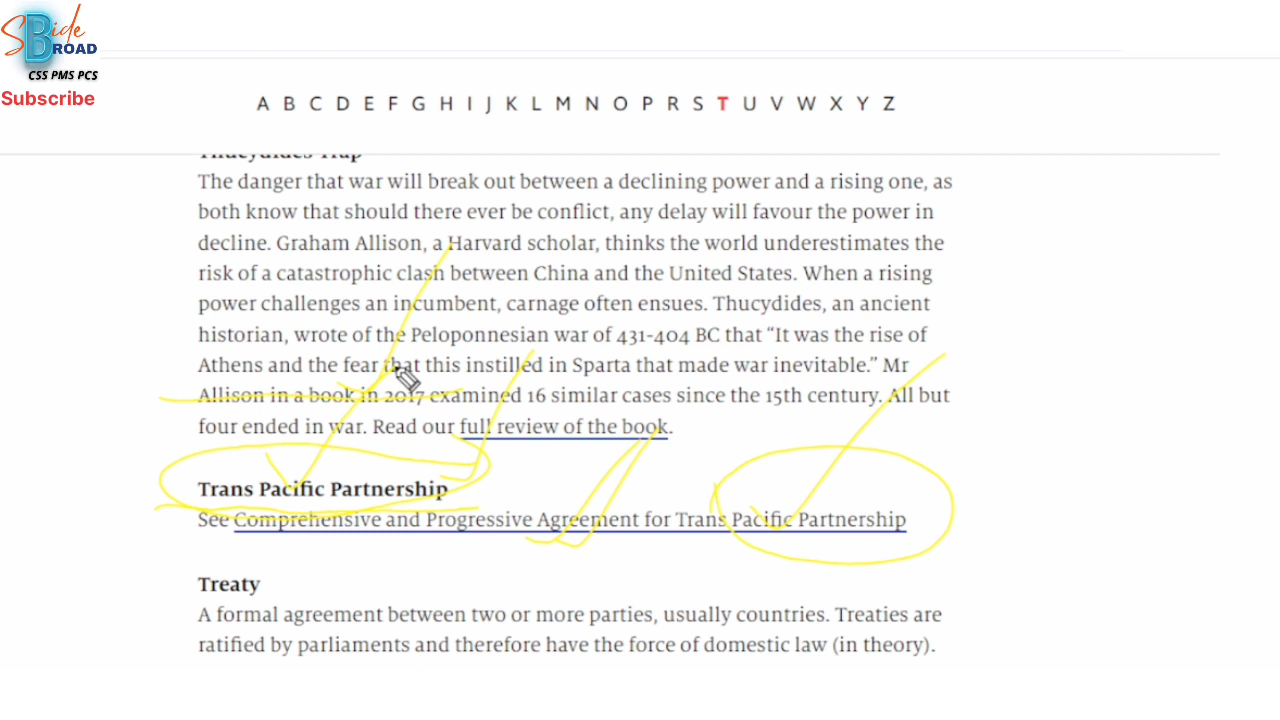 Sbide
BROAD
CSS PMS PCS
Subscribe
A B C D E F G H I J K L M N O P R S T U V W X Y Z
Thucydides Trap
The danger that war will break out between a declining power and a rising one, as
both know that should there ever be conflict, any delay will favour the power in
decline. Graham Allison, a Harvard scholar, thinks the world underestimates the
risk of a catastrophic clash between China and the United States. When a rising
power challenges an incumbent, carnage often ensues. Thucydides, an ancient
historian, wrote of the Peloponnesian war of 431-404 BC that “It was the rise of
Athens and the fear that this instilled in Sparta that made war inevitable.” Mr
Allison in a book in 2017 examined 16 similar cases since the 15th century. All but
four ended in war. Read our full review of the book.
Trans Pacific Partnership
See Comprehensive and Progressive Agreement for Trans Pacific Partnership
Treaty
A formal agreement between two or more parties, usually countries. Treaties are
ratified by parliaments and therefore have the force of domestic law (in theory).